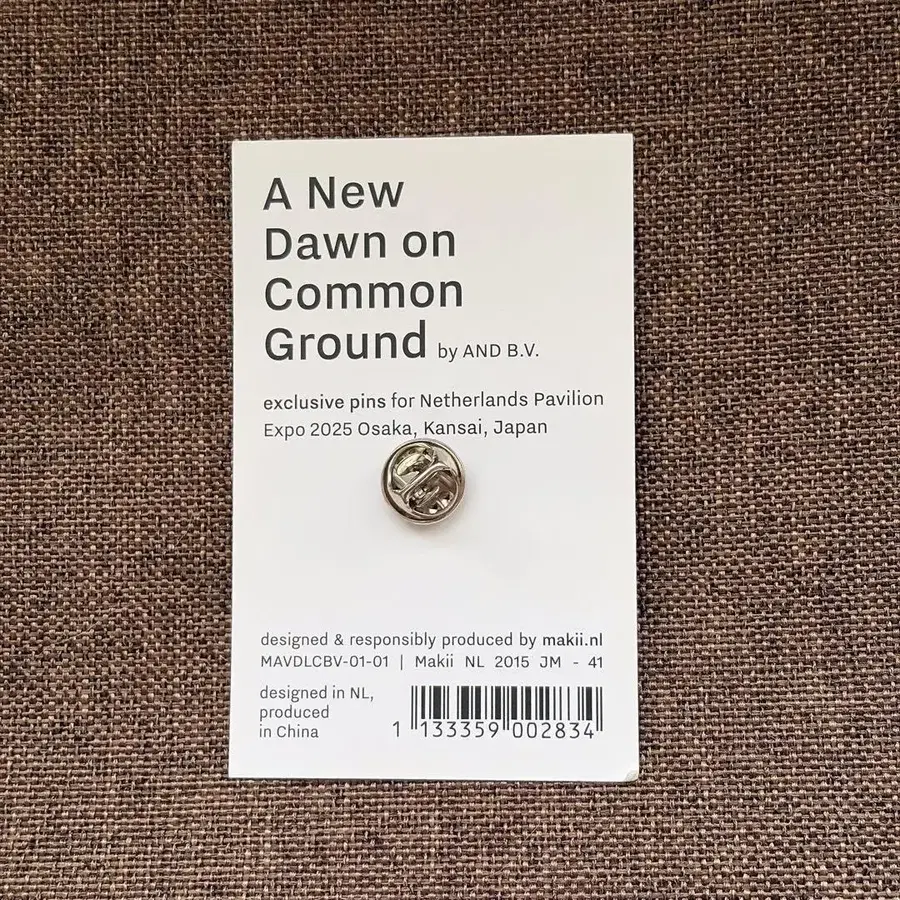 A New
Dawn on
Common
Ground by AND B.V.
exclusive pins for Netherlands Pavilion
Expo 2025 Osaka, Kansai, Japan
designed & responsibly produced by makii.nl
MAVDLCBV-01-01 | Makii NL 2015 JM - 41
designed in NL,
produced
in China
1 133359 002834